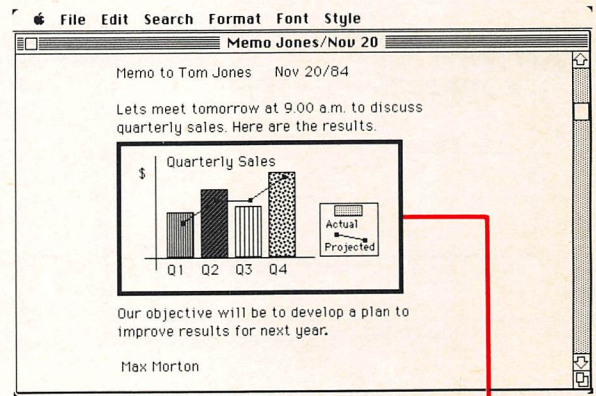 File Edit Search Format Font Style
Memo Jones/Nov 20
Memo to Tom Jones Nov 20/84
Lets meet tomorrow at 9.00 a.m. to discuss
quarterly sales. Here are the results.
Quarterly Sales
$
Actual
Projected
Q1 Q2 Q3 Q4
Our objective will be to develop a plan to
improve results for next year.
Max Morton